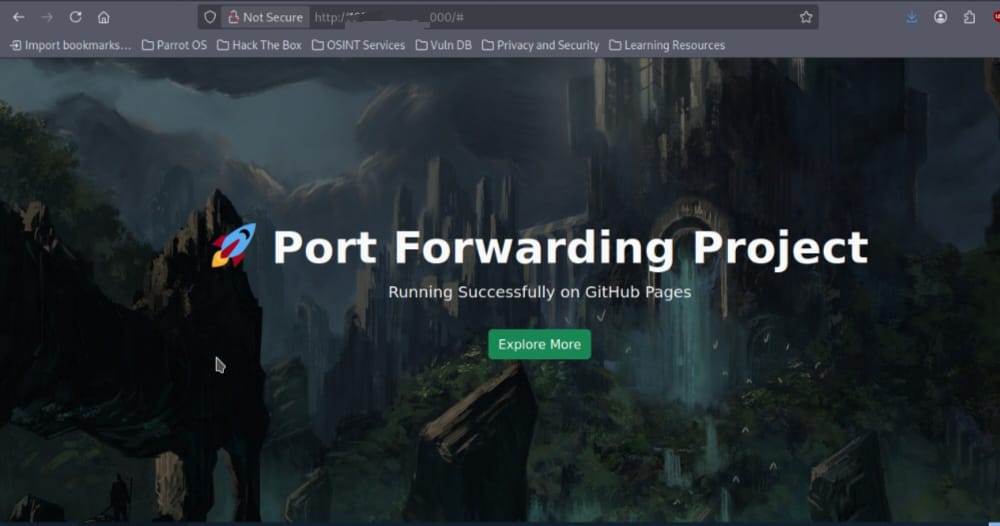 Not Secure http:// 000/#
Import bookmarks... Parrot OS Hack The Box OSINT Services Vuln DB Privacy and Security Learning Resources
🚀 Port Forwarding Project
Running Successfully on GitHub Pages
Explore More